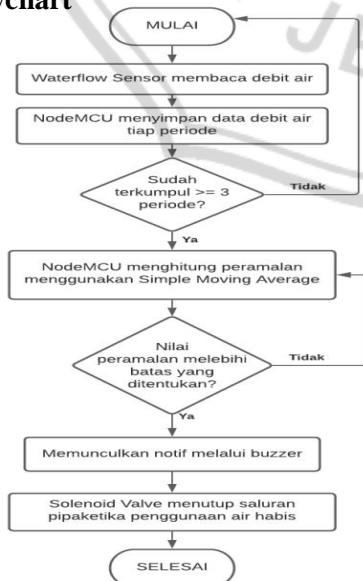 MULAI
Waterflow Sensor membaca debit air
NodeMCU menyimpan data debit air
tiap periode
Sudah
terkumpul >= 3
periode?
Tidak
Ya
NodeMCU menghitung peramalan
menggunakan Simple Moving Average
Nilai
peramalan melebihi
batas yang
ditentukan?
Tidak
Ya
Memunculkan notif melalui buzzer
Solenoid Valve menutup saluran
pipaketika penggunaan air habis
SELESAI